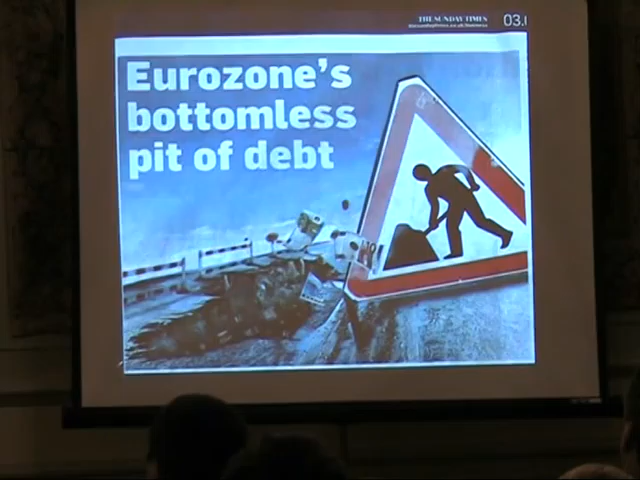 THE SUNDAY TIMES
03.
Eurozone's
bottomless
pit of debt